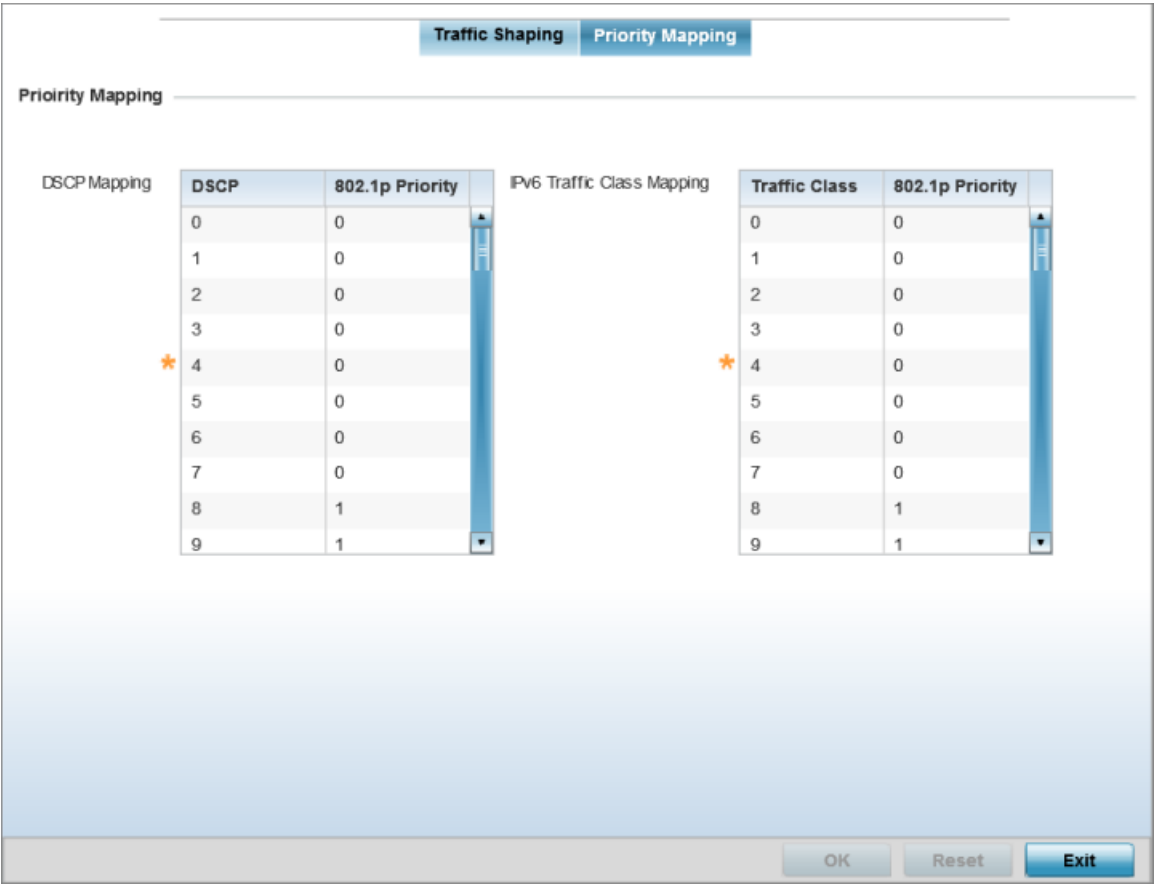 Traffic Shaping Priority Mapping
Prioirity Mapping
DSCP Mapping DSCP 802.1p Priority IPv6 Traffic Class Mapping Traffic Class 802.1p Priority
0 0 0 0
1 0 1 0
2 0 2 0
3 0 3 0
* 4 0 * 4 0
5 0 5 0
6 0 6 0
7 0 7 0
8 1 8 1
9 1 9 1
OK Reset Exit